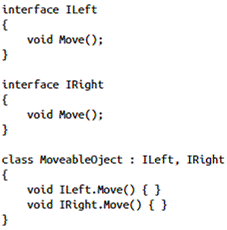 interface ILeft
{
    void Move();
}

interface IRight
{
    void Move();
}

class MoveableOject : ILeft, IRight
{
    void ILeft.Move() { }
    void IRight.Move() { }
}